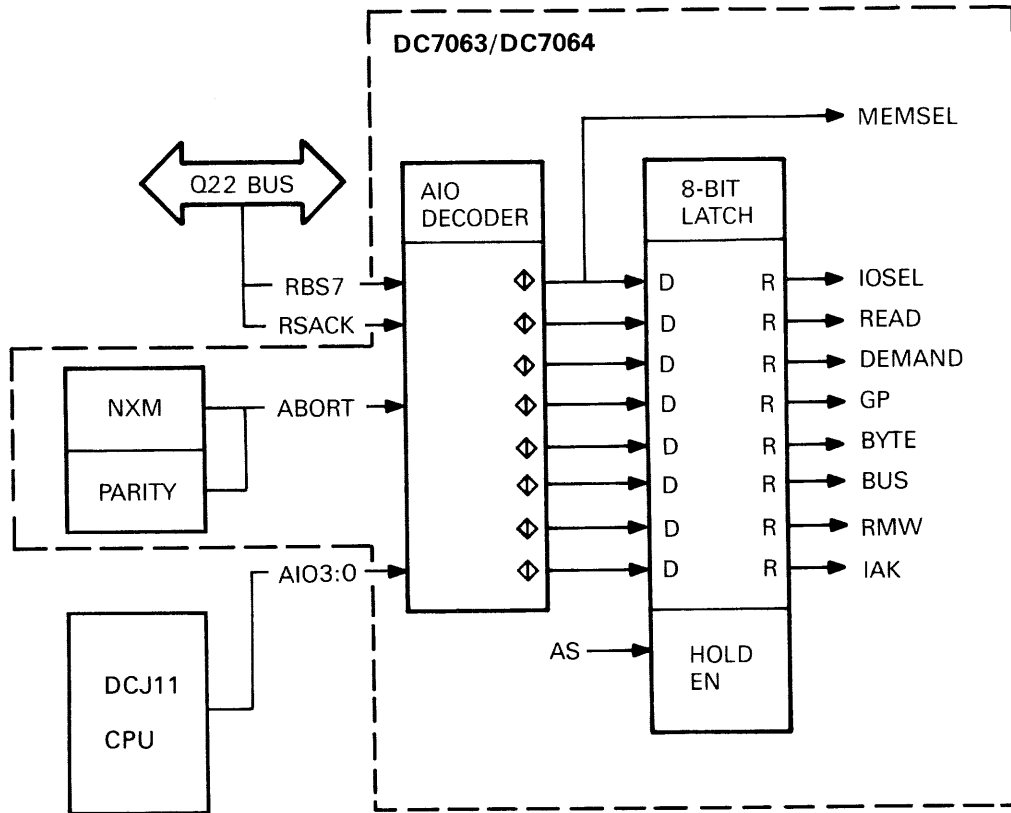 DC7063/DC7064
MEMSEL
Q22 BUS
AIO
DECODER
8-BIT
LATCH
RBS7
D R IOSEL
RSACK
D R READ
D R DEMAND
NXM
ABORT
D R GP
D R BYTE
PARITY
D R BUS
D R RMW
AIO3:0
D R IAK
AS
HOLD
EN
DCJ11
CPU